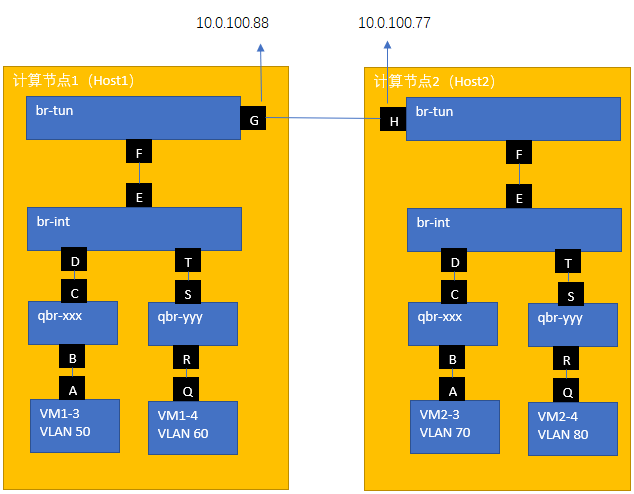 10.0.100.88
10.0.100.77
计算节点1（Host1）
br-tun
G
F
E
br-int
D
T
C
S
qbr-xxx
qbr-yyy
B
R
A
Q
VM1-3
VLAN 50
VM1-4
VLAN 60
计算节点2（Host2）
H
br-tun
F
E
br-int
D
T
C
S
qbr-xxx
qbr-yyy
B
R
A
Q
VM2-3
VLAN 70
VM2-4
VLAN 80